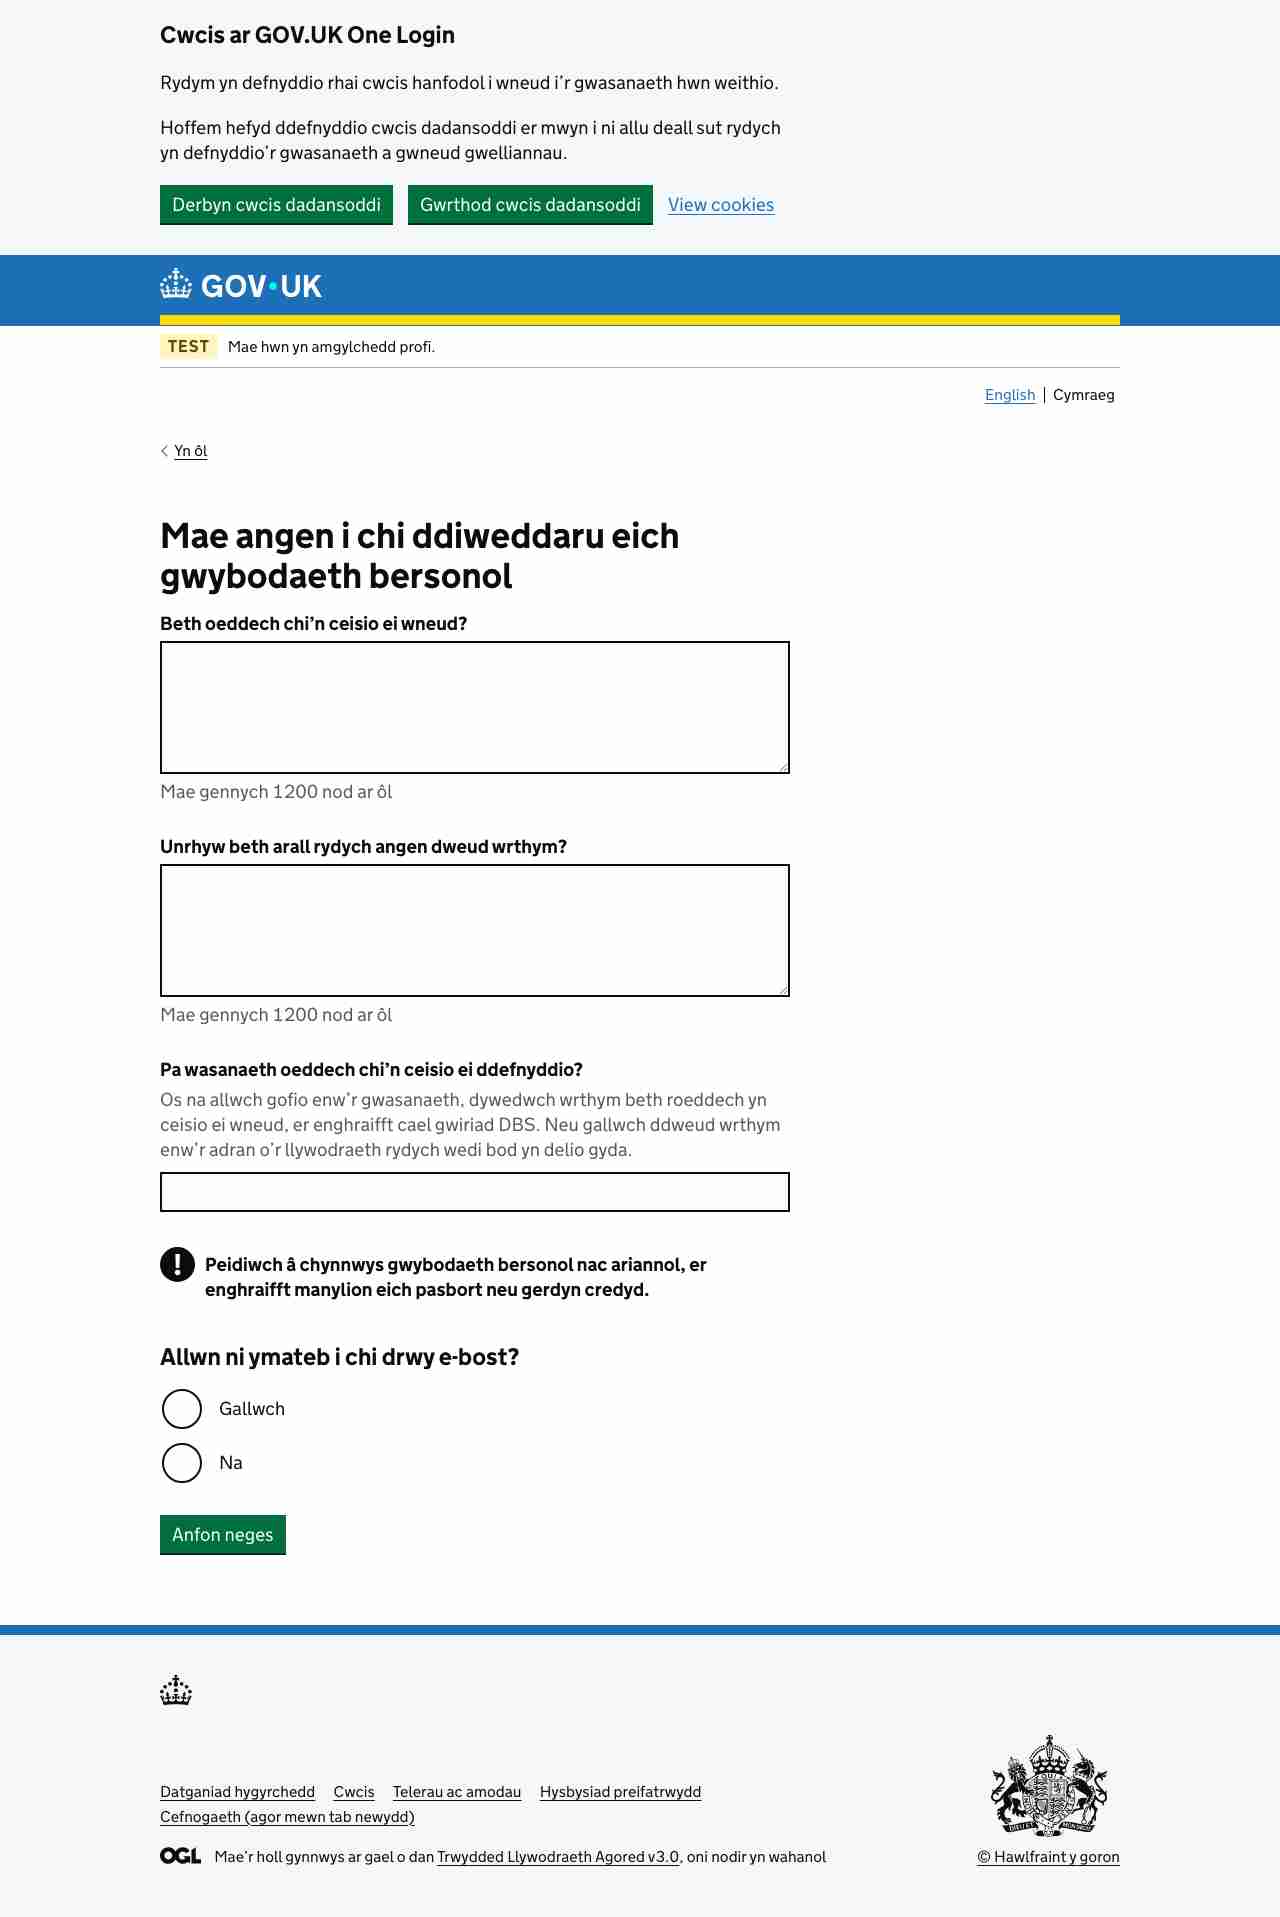 Cwcis ar GOV.UK One Login
Rydym yn defnyddio rhai cwcis hanfodol i wneud i’r gwasanaeth hwn weithio.
Hoffem hefyd ddefnyddio cwcis dadansoddi er mwyn i ni allu deall sut rydych
yn defnyddio’r gwasanaeth a gwneud gwelliannau.
Derbyn cwcis dadansoddi Gwrthod cwcis dadansoddi View cookies
GOV•UK
TEST Mae hwn yn amgylchedd profi.
English | Cymraeg
Yn ôl
Mae angen i chi ddiweddaru eich
gwybodaeth bersonol
Beth oeddech chi’n ceisio ei wneud?
Mae gennych 1200 nod ar ôl
Unrhyw beth arall rydych angen dweud wrthym?
Mae gennych 1200 nod ar ôl
Pa wasanaeth oeddech chi’n ceisio ei ddefnyddio?
Os na allwch gofio enw’r gwasanaeth, dywedwch wrthym beth roeddech yn
ceisio ei wneud, er enghraifft cael gwiriad DBS. Neu gallwch ddweud wrthym
enw’r adran o’r llywodraeth rydych wedi bod yn delio gyda.
! Peidiwch â chynnwys gwybodaeth bersonol nac ariannol, er
enghraifft manylion eich pasbort neu gerdyn credyd.
Allwn ni ymateb i chi drwy e-bost?
Gallwch
Na
Anfon neges
Datganiad hygyrchedd Cwcis Telerau ac amodau Hysbysiad preifatrwydd
Cefnogaeth (agor mewn tab newydd)
OGL Mae’r holl gynnwys ar gael o dan Trwydded Llywodraeth Agored v3.0, oni nodir yn wahanol
© Hawlfraint y goron